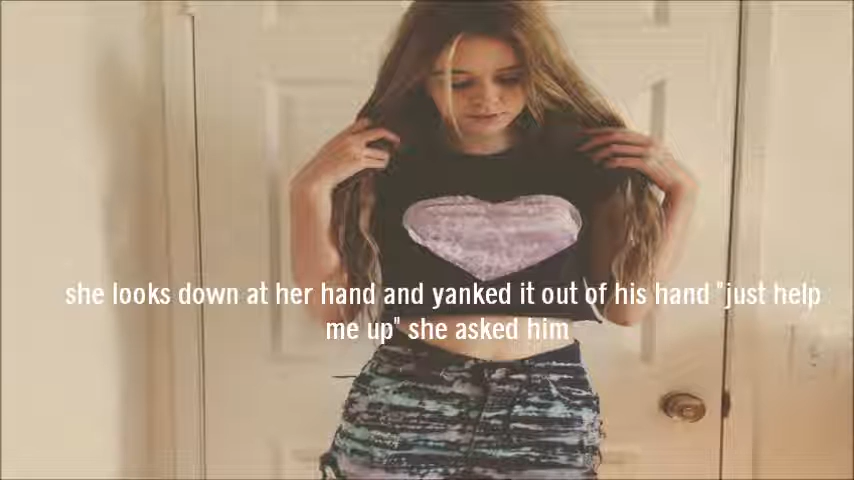 she looks down at her hand and yanked it out of his hand "just help
me up" she asked him